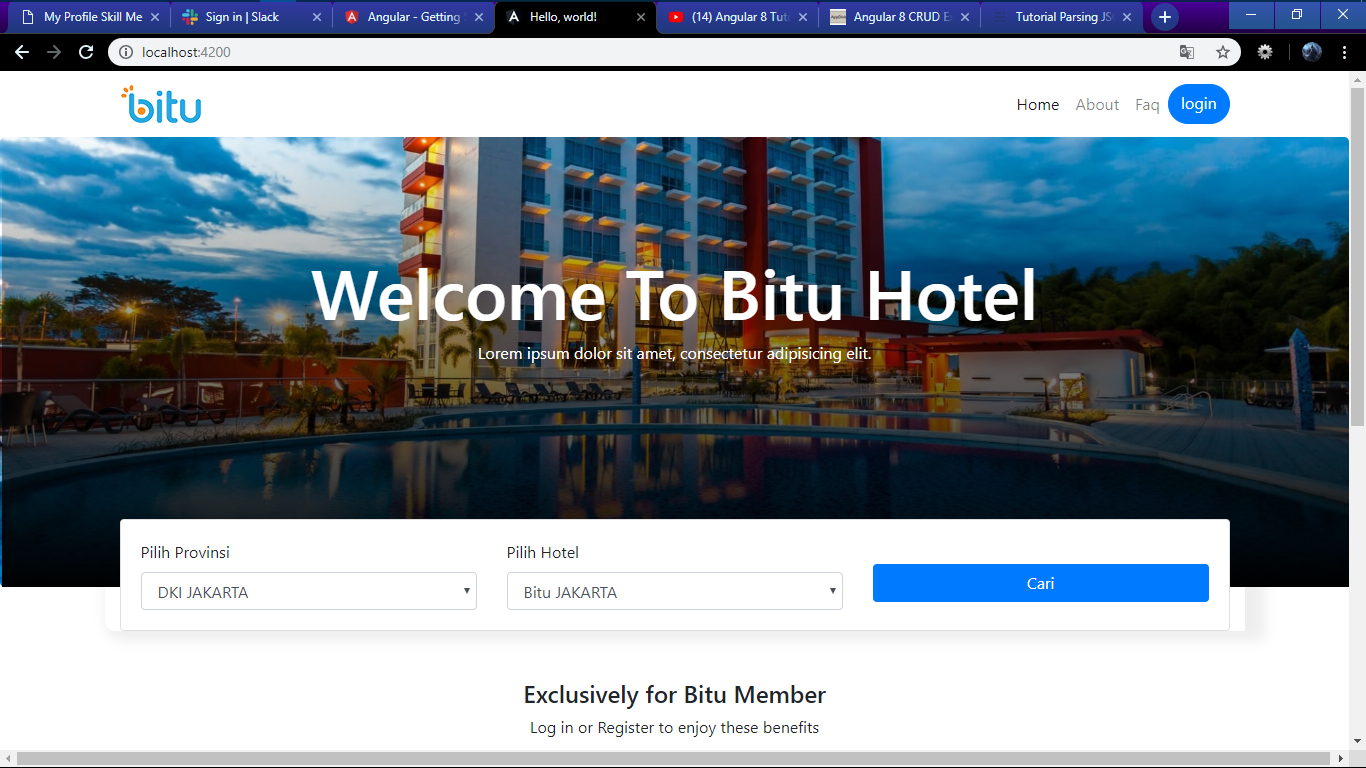 My Profile Skill Me
Sign in | Slack
Angular - Getting
Hello, world!
(14) Angular 8 Tut
Angular 8 CRUD E
Tutorial Parsing JS
localhost:4200
bitu
Home About Faq login
Welcome To Bitu Hotel
Lorem ipsum dolor sit amet, consectetur adipisicing elit.
Pilih Provinsi
Pilih Hotel
DKI JAKARTA
Bitu JAKARTA
Cari
Exclusively for Bitu Member
Log in or Register to enjoy these benefits